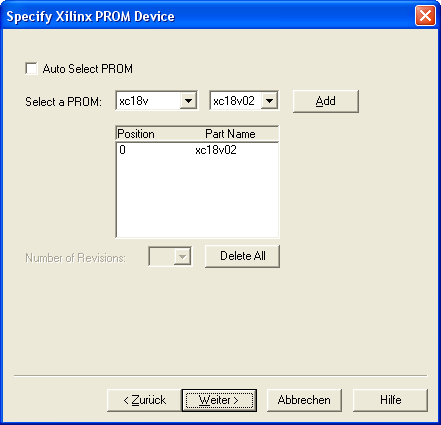 Specify Xilinx PROM Device
Auto Select PROM
Select a PROM: xc18v xc18v02 Add
Position Part Name
0 xc18v02
Number of Revisions: Delete All
< Zurück Weiter > Abbrechen Hilfe